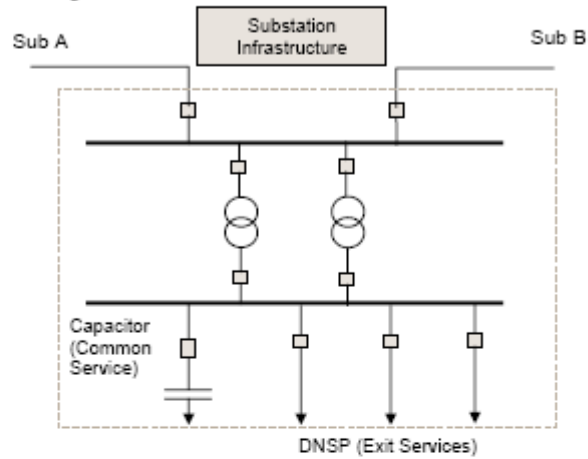 Substation
Infrastructure
Sub A
Sub B
Capacitor
(Common
Service)
DNSP (Exit Services)